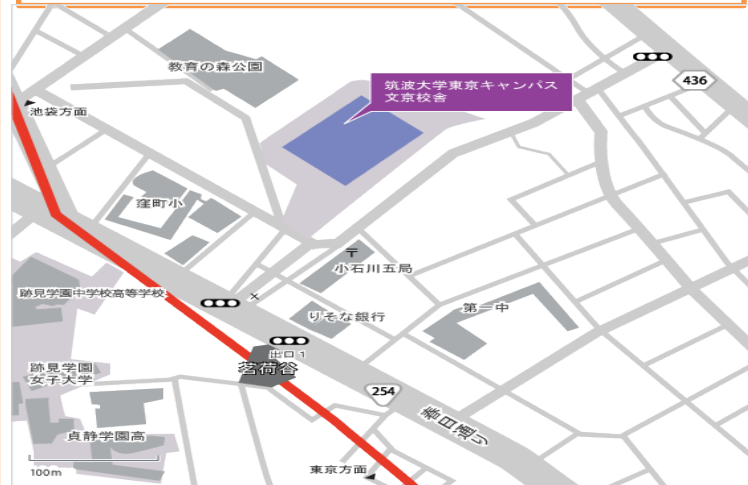 教育の森公園
筑波大学東京キャンパス
文京校舎
436
池袋方面
窪町小
〒
小石川五局
跡見学園中学校高等学校
りそな銀行
第一中
出口1
茗荷谷
跡見学園
女子大学
254
春日通り
貞静学園高
100m
東京方面